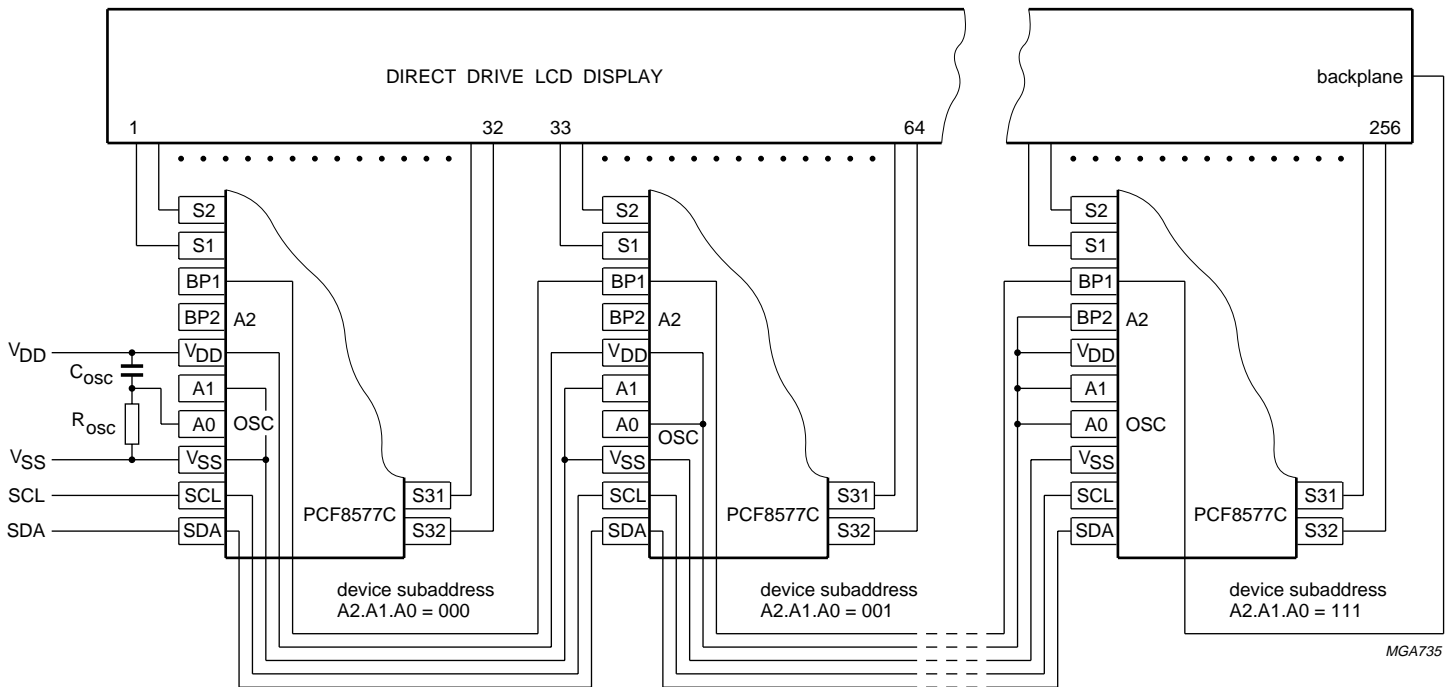 DIRECT DRIVE LCD DISPLAY
backplane
1 32 33 64 256
S2 S2 S2
S1 S1 S1
BP1 BP1 BP1
BP2 A2 BP2 A2 BP2 A2
VDD VDD VDD VDD
Cosc
A1 A1 A1
Rosc A0 OSC A0 OSC A0 OSC
VSS VSS VSS VSS
SCL SCL S31 SCL S31 SCL S31
PCF8577C PCF8577C PCF8577C
SDA SDA S32 SDA S32 SDA S32
device subaddress device subaddress device subaddress
A2.A1.A0 = 000 A2.A1.A0 = 001 A2.A1.A0 = 111
MGA735